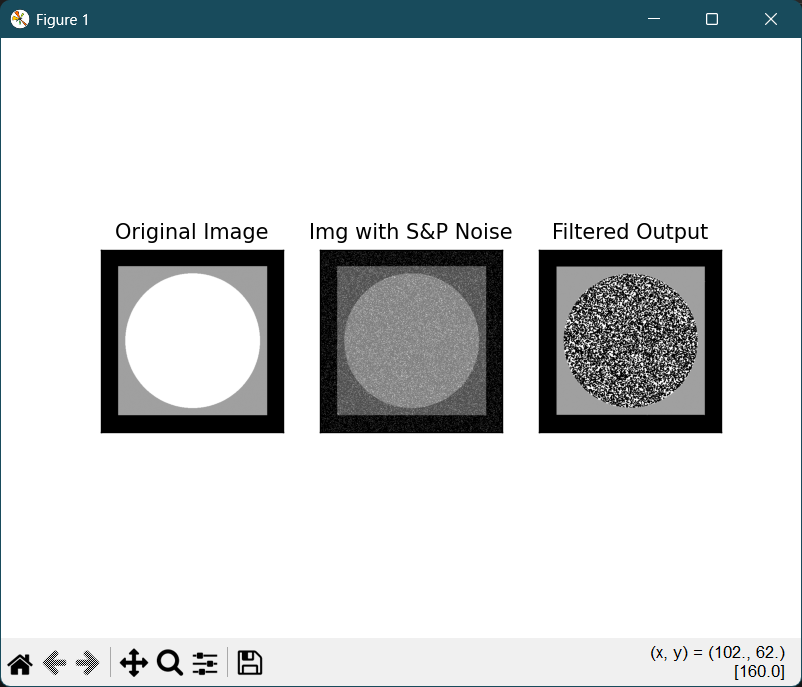 Figure 1
Original Image
Img with S&P Noise
Filtered Output
(x, y) = (102., 62.)
[160.0]